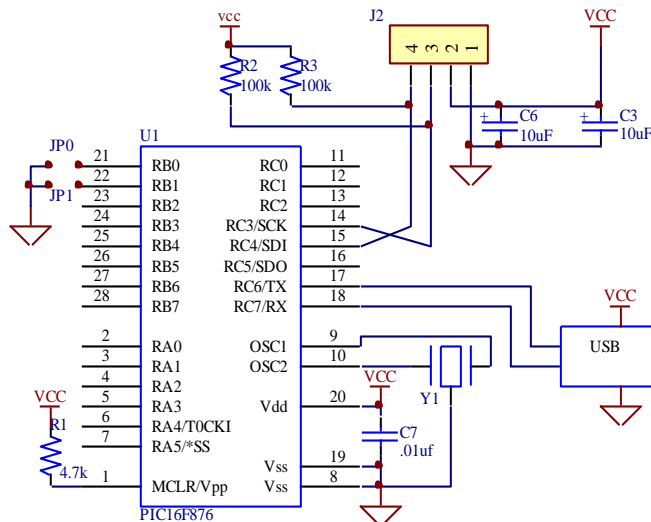 vcc
J2
VCC
4 3 2 1
R2
100k
R3
100k
+
C6
10uF
+
C3
10uF
U1
JP0
JP1
21 RB0 RC0 11
22 RB1 RC1 12
23 RB2 RC2 13
24 RB3 RC3/SCK 14
25 RB4 RC4/SDI 15
26 RB5 RC5/SDO 16
27 RB6 RC6/TX 17
28 RB7 RC7/RX 18
2 RA0 OSC1 9
3 RA1 OSC2 10
4 RA2
5 RA3 Vdd 20
6 RA4/T0CKI
7 RA5/*SS
Vss 19
1 MCLR/Vpp Vss 8
PIC16F876
VCC
R1
4.7k
VCC
C7
.01uf
Y1
VCC
USB